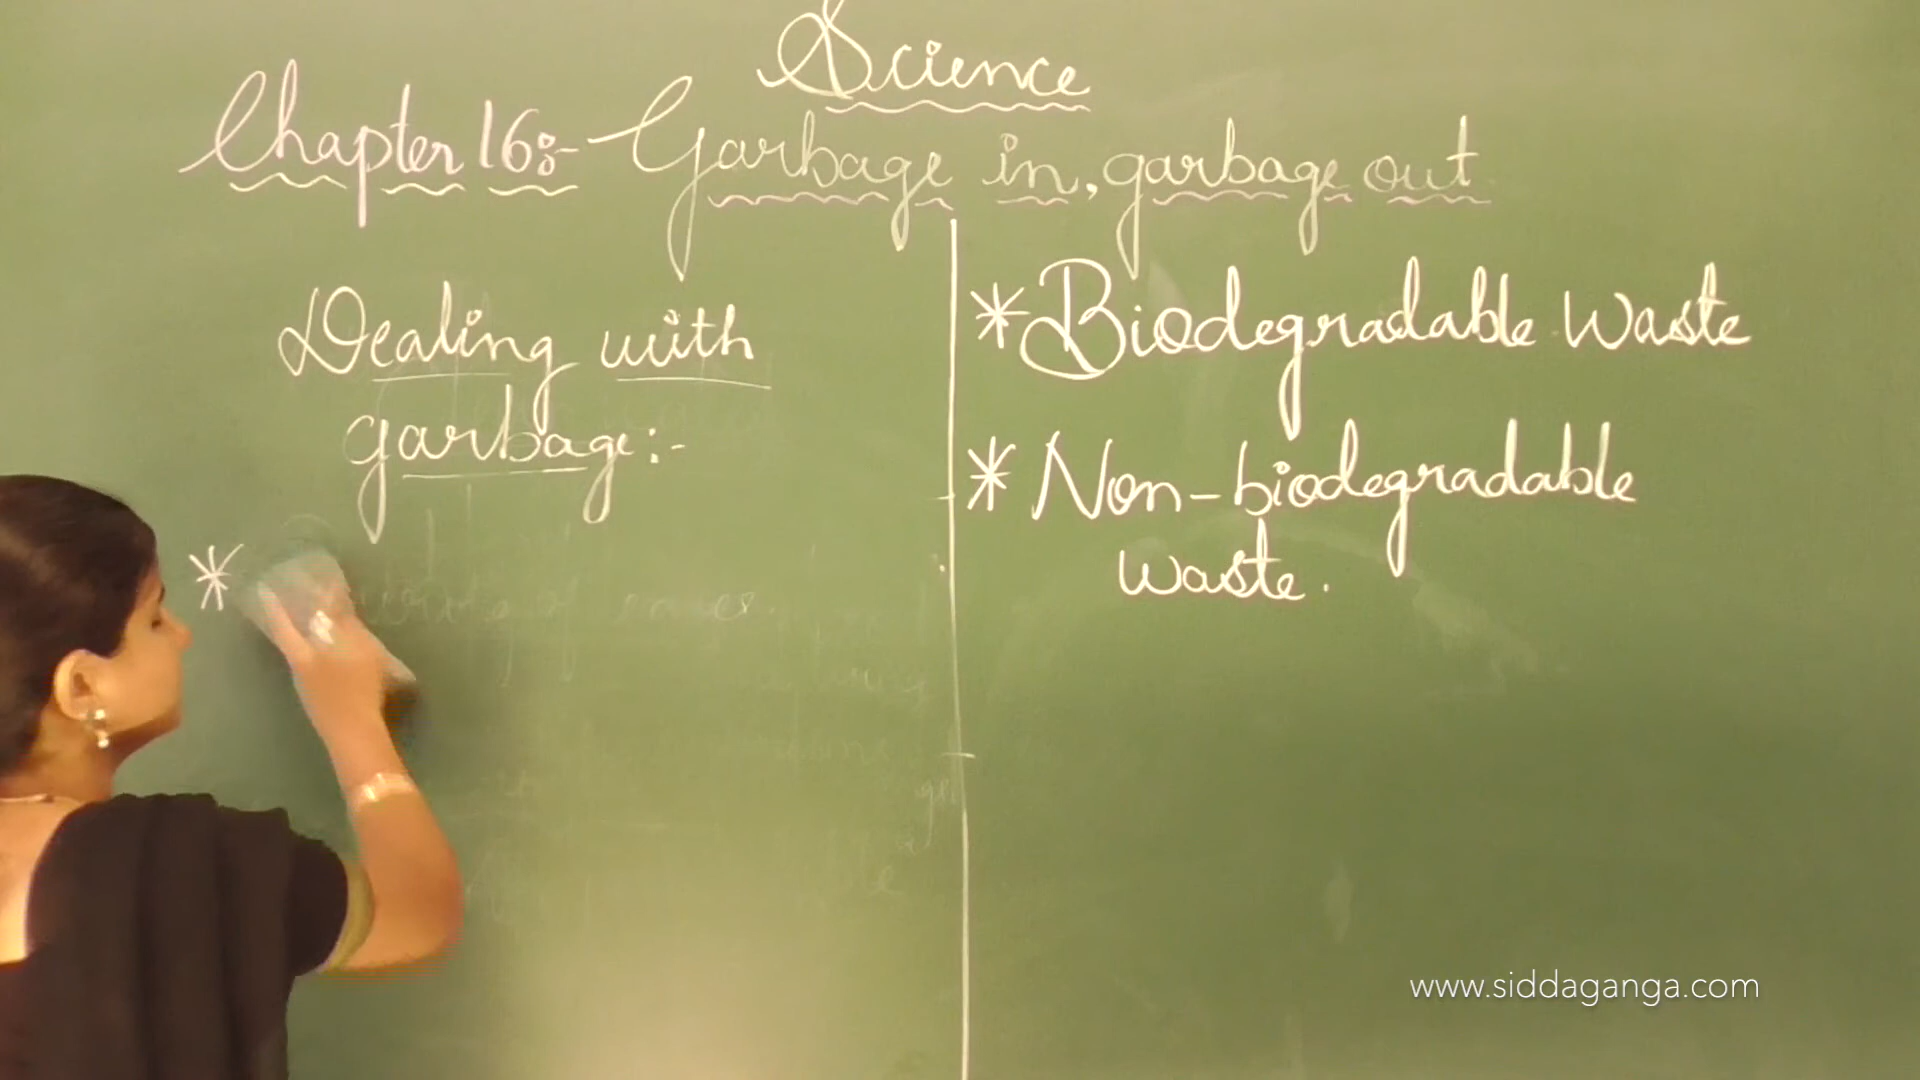 Science
Chapter 16:- Garbage in, garbage out
Dealing with
garbage:-
*
* Biodegradable Waste
* Non-biodegradable
Waste.
www.siddaganga.com